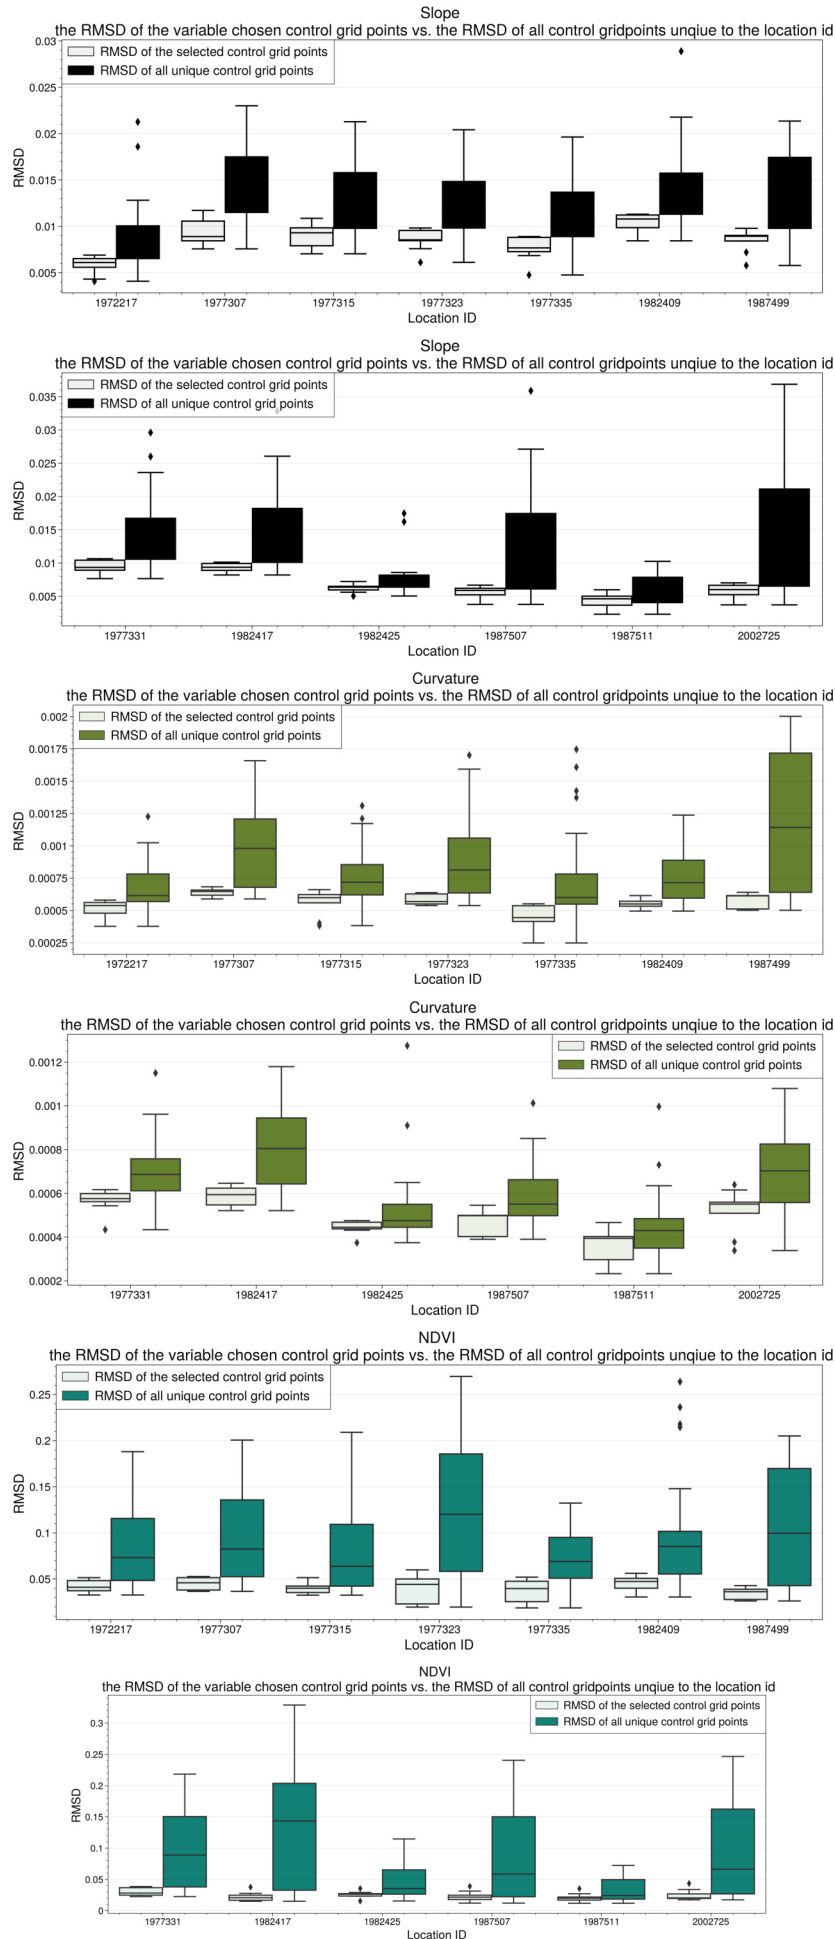 Slope
the RMSD of the variable chosen control grid points vs. the RMSD of all control gridpoints unqiue to the location id
RMSD of the selected control grid points
RMSD of all unique control grid points
0.03
0.025
0.02
0.015
0.01
0.005
RMSD
1972217 1977307 1977315 1977323 1977335 1982409 1987499
Location ID
Slope
the RMSD of the variable chosen control grid points vs. the RMSD of all control gridpoints unqiue to the location id
RMSD of the selected control grid points
RMSD of all unique control grid points
0.035
0.03
0.025
0.02
0.015
0.01
0.005
RMSD
1977331 1982417 1982425 1987507 1987511 2002725
Location ID
Curvature
the RMSD of the variable chosen control grid points vs. the RMSD of all control gridpoints unqiue to the location id
RMSD of the selected control grid points
RMSD of all unique control grid points
0.002
0.00175
0.0015
0.00125
0.001
0.00075
0.0005
0.00025
RMSD
1972217 1977307 1977315 1977323 1977335 1982409 1987499
Location ID
Curvature
the RMSD of the variable chosen control grid points vs. the RMSD of all control gridpoints unqiue to the location id
RMSD of the selected control grid points
RMSD of all unique control grid points
0.0012
0.001
0.0008
0.0006
0.0004
0.0002
RMSD
1977331 1982417 1982425 1987507 1987511 2002725
Location ID
NDVI
the RMSD of the variable chosen control grid points vs. the RMSD of all control gridpoints unqiue to the location id
RMSD of the selected control grid points
RMSD of all unique control grid points
0.25
0.2
0.15
0.1
0.05
RMSD
1972217 1977307 1977315 1977323 1977335 1982409 1987499
Location ID
NDVI
the RMSD of the variable chosen control grid points vs. the RMSD of all control gridpoints unqiue to the location id
RMSD of the selected control grid points
RMSD of all unique control grid points
0.3
0.25
0.2
0.15
0.1
0.05
0
RMSD
1977331 1982417 1982425 1987507 1987511 2002725
Location ID